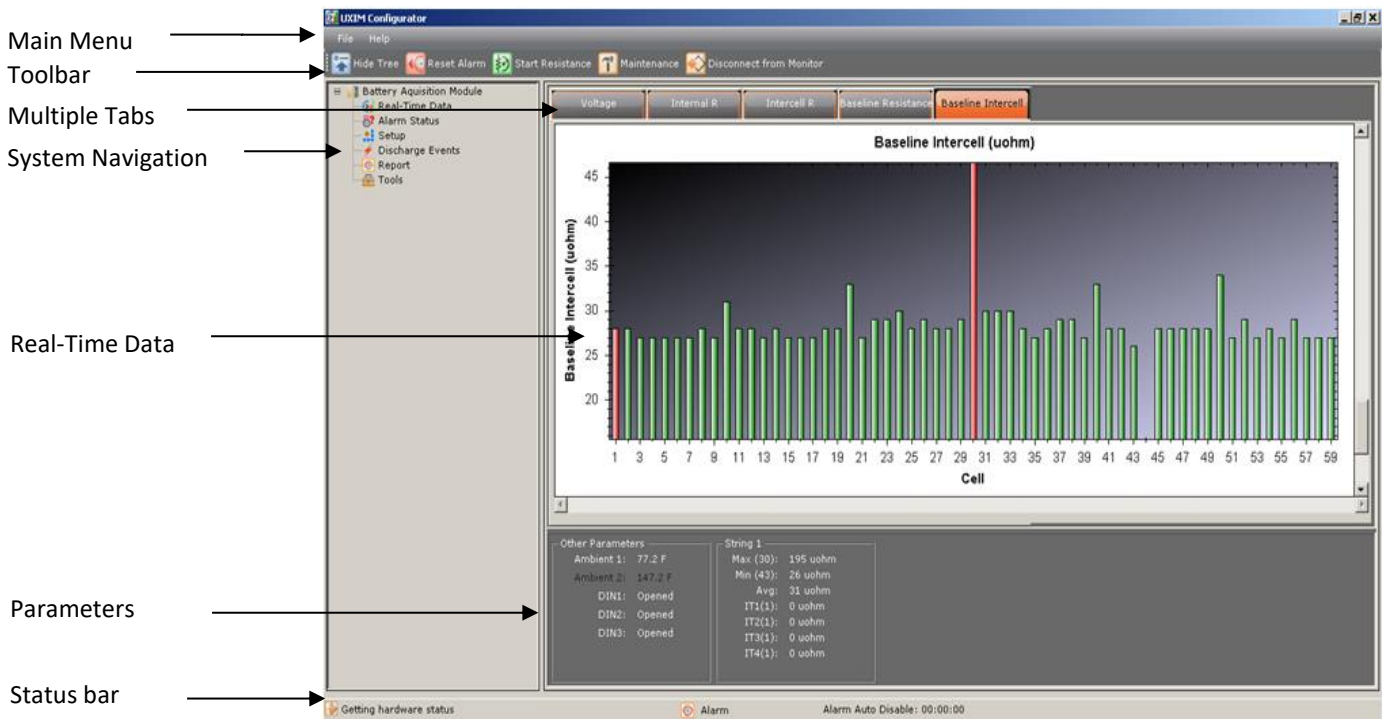 UXIM Configurator
Main Menu
File Help
Toolbar
Hide Tree Reset Alarm Start Resistance Maintenance Disconnect from Monitor
Multiple Tabs
System Navigation
Battery Aquisition Module
Real-Time Data
Alarm Status
Setup
Discharge Events
Report
Tools
Voltage Internal R Intercell R Baseline Resistance Baseline Intercell
Baseline Intercell (uohm)
Real-Time Data
Baseline Intercell (uohm)
45
40
35
30
25
20
1 3 5 7 9 11 13 15 17 19 21 23 25 27 29 31 33 35 37 39 41 43 45 47 49 51 53 55 57 59
Cell
Parameters
Other Parameters
Ambient 1: 77.2 F
Ambient 2: 147.2 F
DIN1: Opened
DIN2: Opened
DIN3: Opened
String 1
Max (30): 195 uohm
Min (43): 26 uohm
Avg: 31 uohm
IT1(1): 0 uohm
IT2(1): 0 uohm
IT3(1): 0 uohm
IT4(1): 0 uohm
Status bar
Getting hardware status Alarm Alarm Auto Disable: 00:00:00